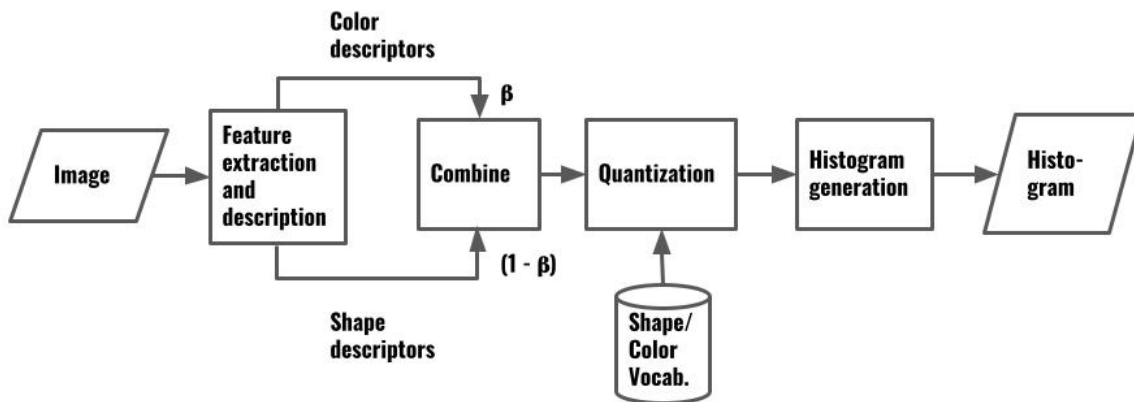 Color
descriptors
β
Image
Feature
extraction
and
description
Combine
Quantization
Histogram
generation
Histo-
gram
(1 - β)
Shape
descriptors
Shape/
Color
Vocab.